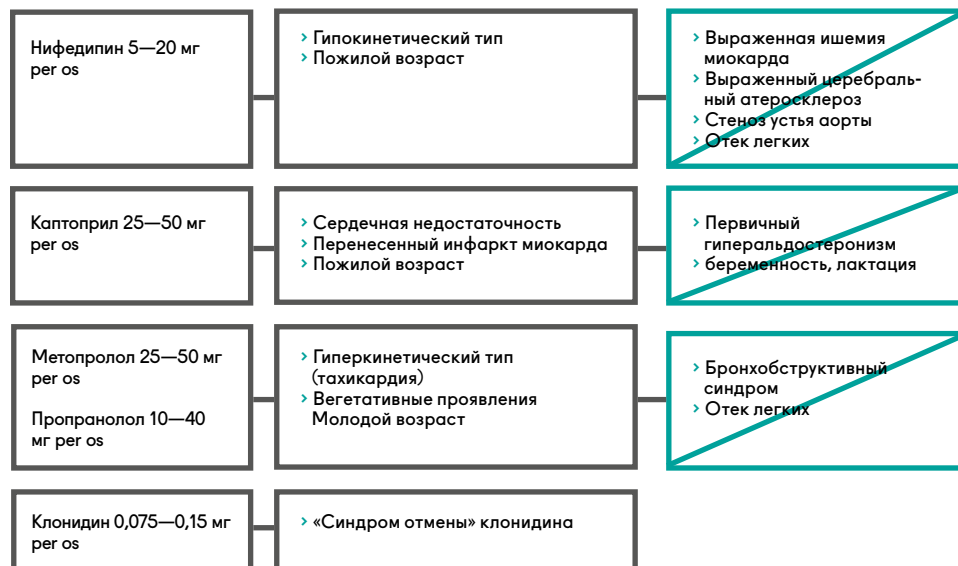 Нифедипин 5—20 мг
per os
› Гипокинетический тип
› Пожилой возраст
› Выраженная ишемия
миокарда
› Выраженный церебраль-
ный атеросклероз
› Стеноз устья аорты
› Отек легких
Каптоприл 25—50 мг
per os
› Сердечная недостаточность
› Перенесенный инфаркт миокарда
› Пожилой возраст
› Первичный
гиперальдостеронизм
› беременность, лактация
Метопролол 25—50 мг
per os
Пропранолол 10—40
мг per os
› Гиперкинетический тип
(тахикардия)
› Вегетативные проявления
Молодой возраст
› Бронхобструктивный
синдром
› Отек легких
Клонидин 0,075—0,15 мг
per os
› «Синдром отмены» клонидина